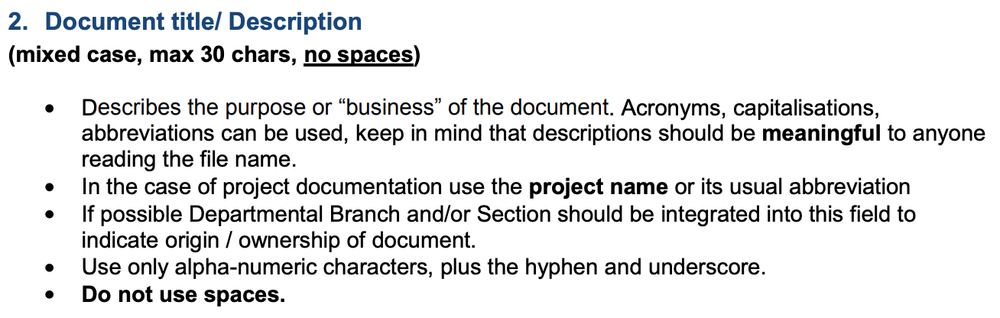 2. Document title/ Description
(mixed case, max 30 chars, no spaces)
• Describes the purpose or “business” of the document. Acronyms, capitalisations,
abbreviations can be used, keep in mind that descriptions should be meaningful to anyone
reading the file name.
• In the case of project documentation use the project name or its usual abbreviation
• If possible Departmental Branch and/or Section should be integrated into this field to
indicate origin / ownership of document.
• Use only alpha-numeric characters, plus the hyphen and underscore.
• Do not use spaces.